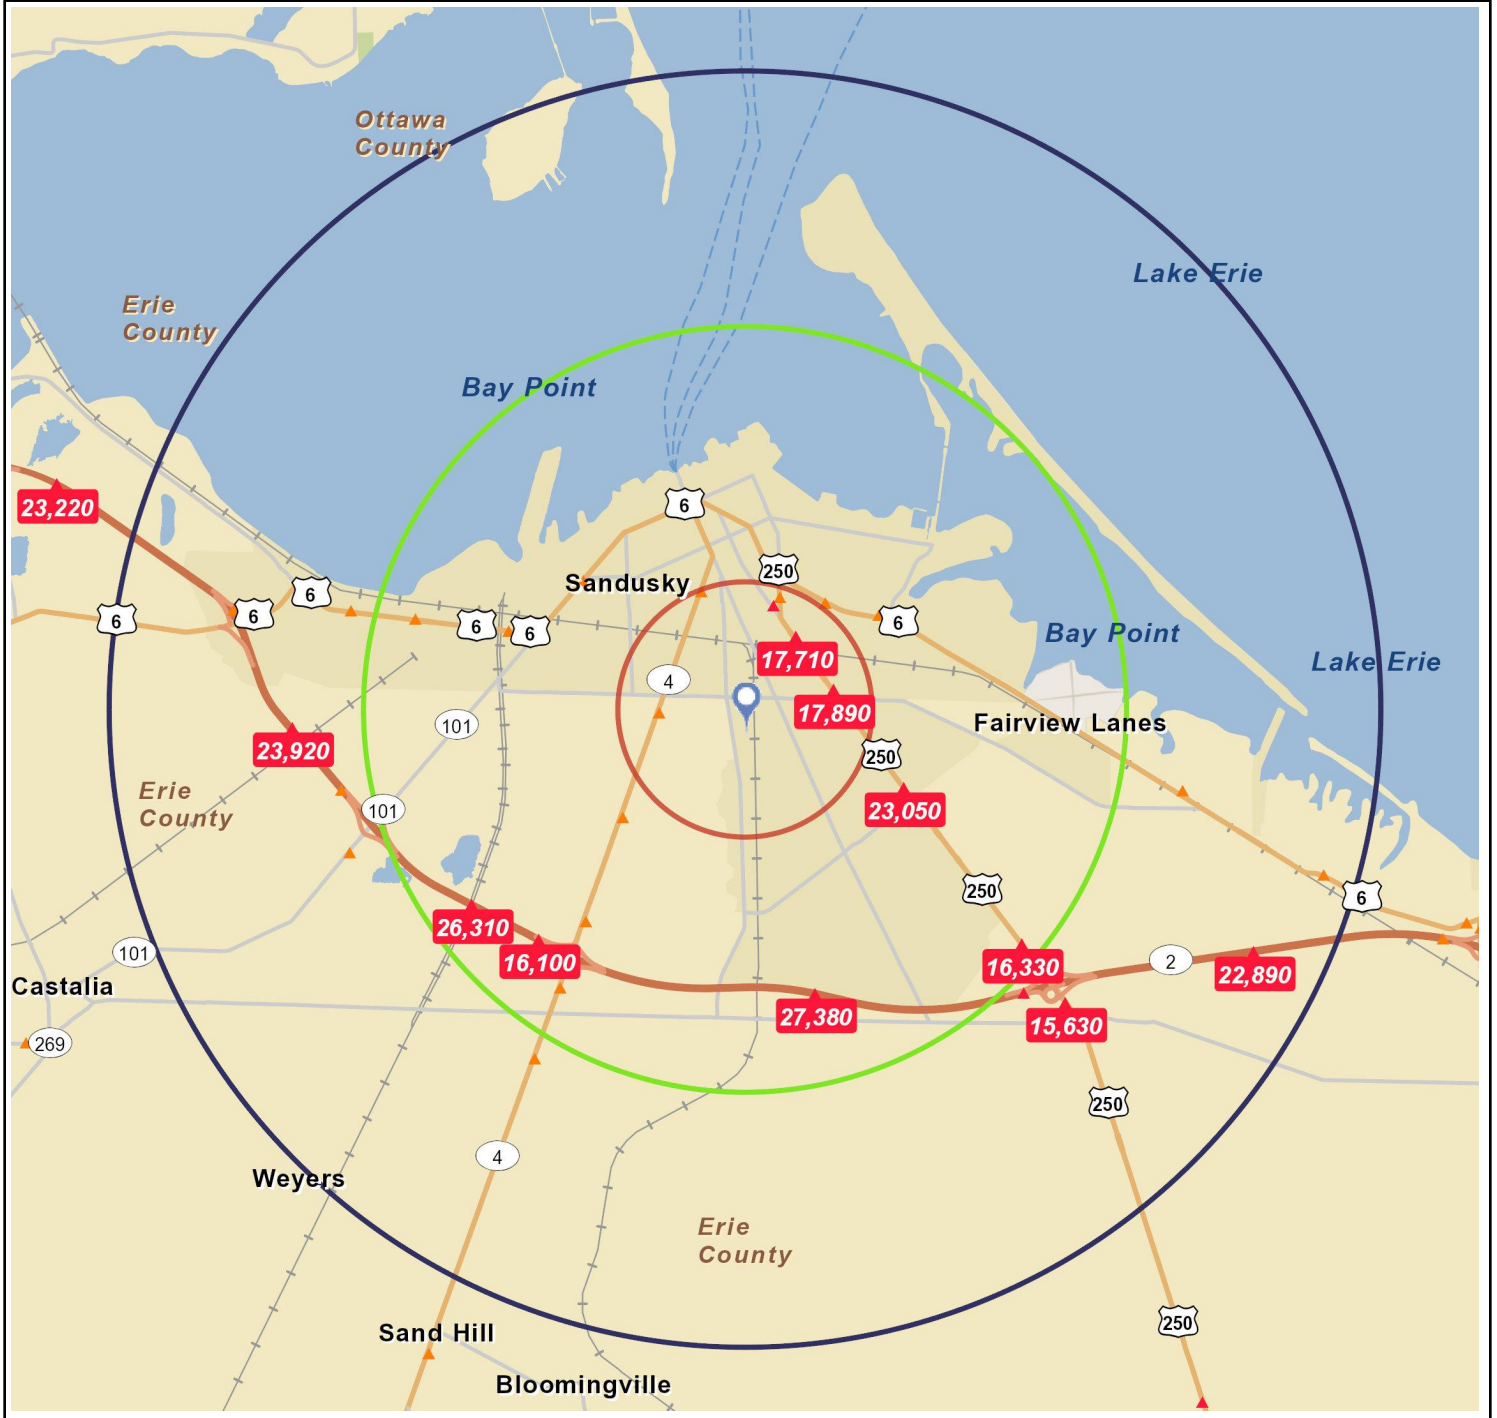 Ottawa
County
Lake Erie
Erie
County
Bay Point
23,220
6
Sandusky
250
6
6
6
6
6
6
Bay Point
17,710
Lake Erie
4
17,890
Fairview Lanes
101
23,920
250
Erie
County
101
23,050
250
6
26,310
16,100
101
16,330
2
22,890
Castalia
27,380
15,630
269
250
4
Weyers
Erie
County
250
Sand Hill
Bloomingville